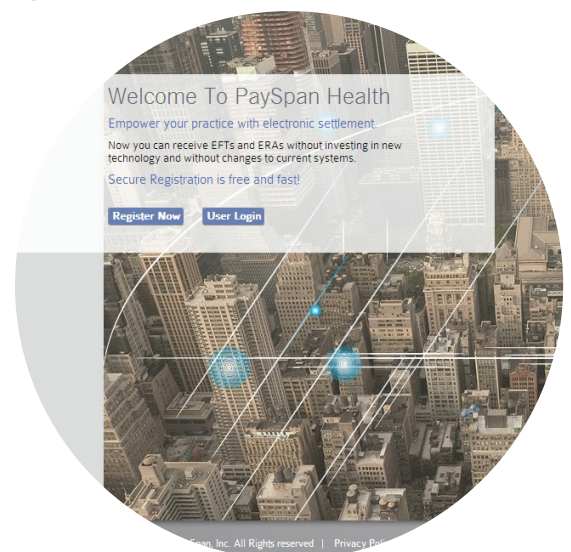 Welcome To PaySpan Health
Empower your practice with electronic settlement.
Now you can receive EFTs and ERAs without investing in new
technology and without changes to current systems.
Secure Registration is free and fast!
Register Now User Login
Inc. All Rights reserved | Privacy